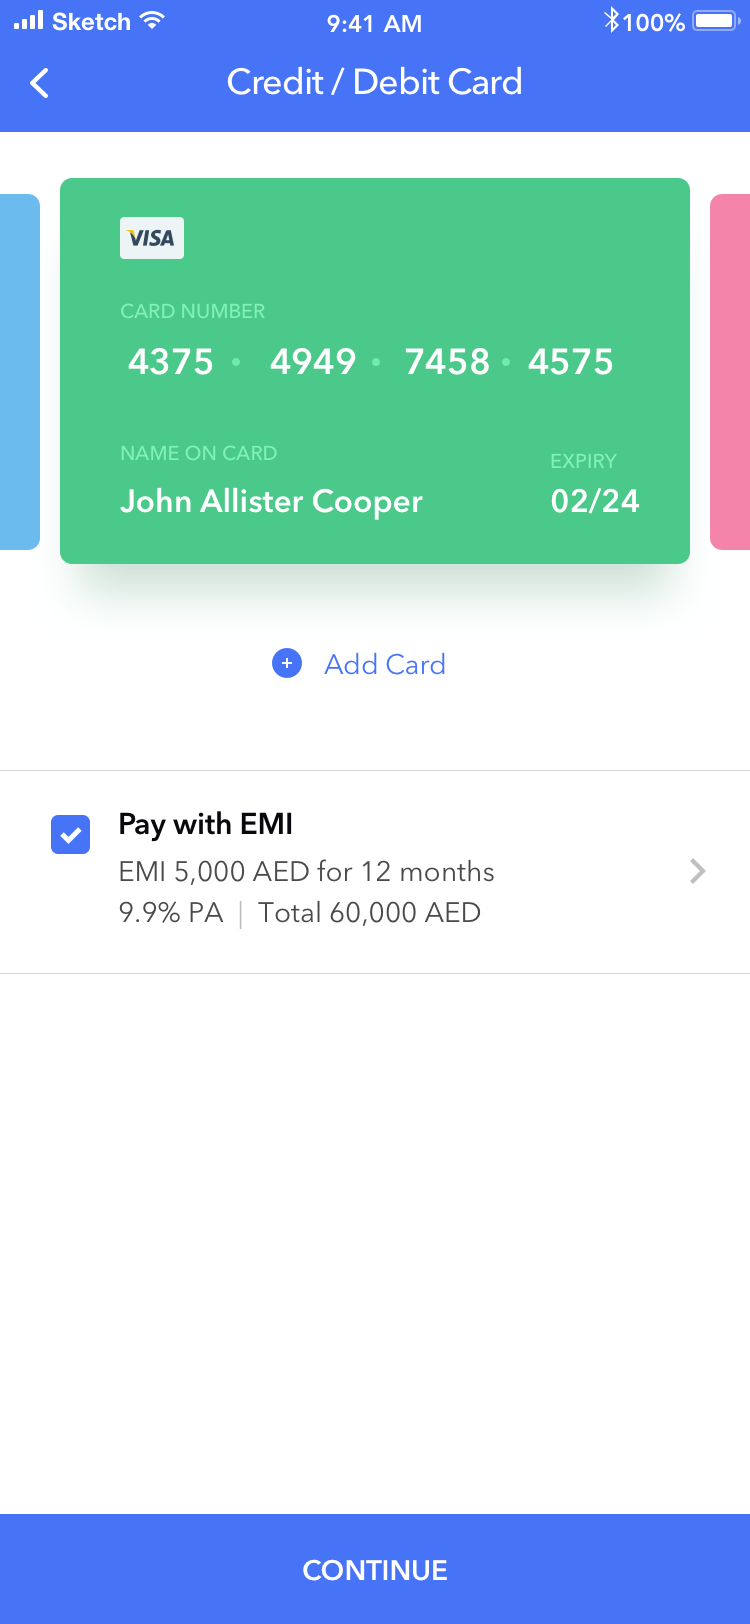 Sketch 9:41 AM 100%
Credit / Debit Card
VISA
CARD NUMBER
4375 • 4949 • 7458 • 4575
NAME ON CARD
EXPIRY
John Allister Cooper
02/24
Add Card
Pay with EMI
EMI 5,000 AED for 12 months
9.9% PA | Total 60,000 AED
CONTINUE